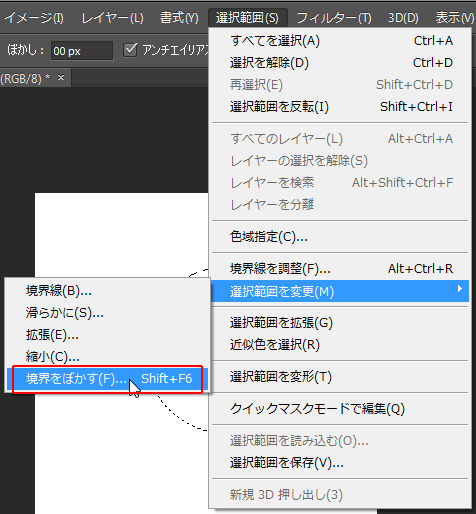 イメージ(I) レイヤー(L) 書式(Y) 選択範囲(S) フィルター(T) 3D(D) 表示(V)
ぼかし : 00 px アンチエイリアス
(RGB/8) * ×
すべてを選択(A) Ctrl+A
選択を解除(D) Ctrl+D
再選択(E) Shift+Ctrl+D
選択範囲を反転(I) Shift+Ctrl+I
すべてのレイヤー(L) Alt+Ctrl+A
レイヤーの選択を解除(S)
レイヤーを検索 Alt+Shift+Ctrl+F
レイヤーを分離
色域指定(C)...
境界線を調整(F)... Alt+Ctrl+R
選択範囲を変更(M)
境界線(B)...
滑らかに(S)...
拡張(E)...
縮小(C)...
境界をぼかす(F)... Shift+F6
選択範囲を拡張(G)
近似色を選択(R)
選択範囲を変形(T)
クイックマスクモードで編集(Q)
選択範囲を読み込む(O)...
選択範囲を保存(V)...
新規 3D 押し出し(3)